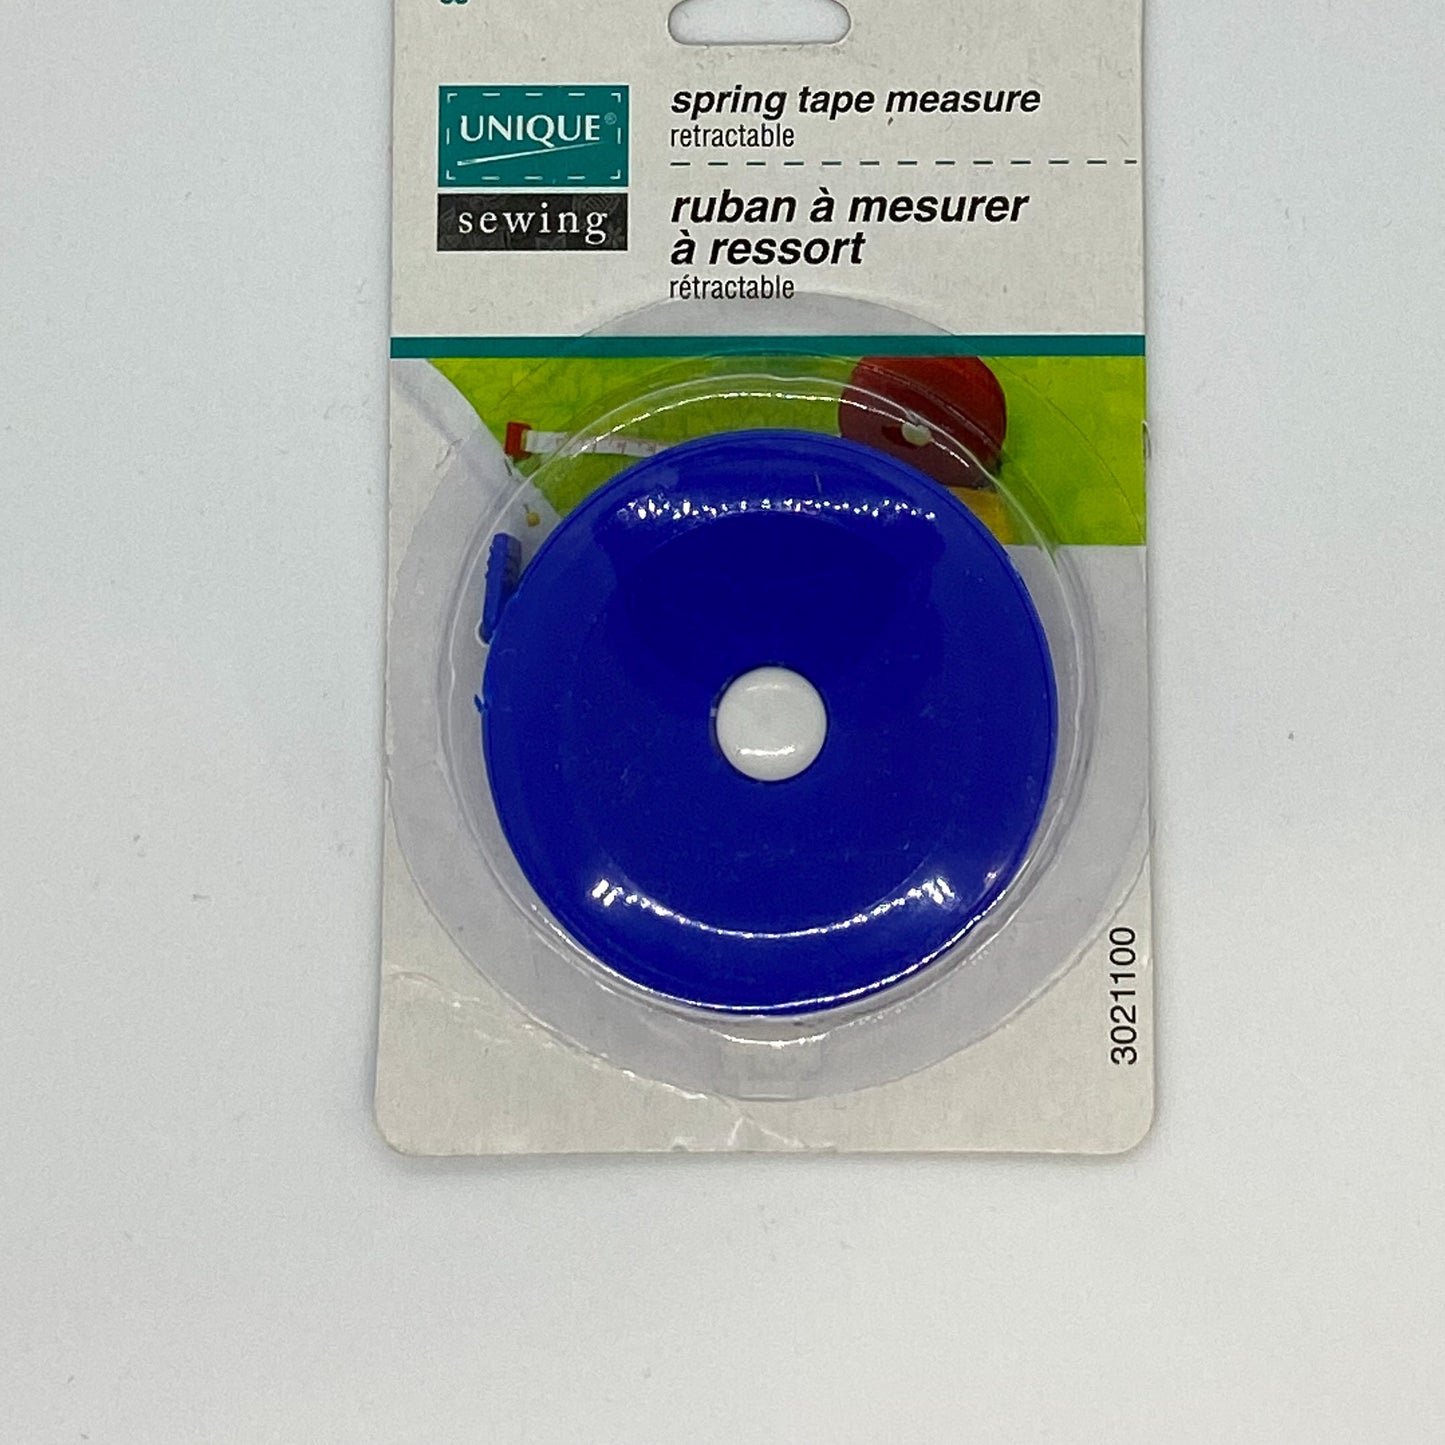 UNIQUE®
sewing
spring tape measure
retractable
ruban à mesurer
à ressort
rétractable
3021100